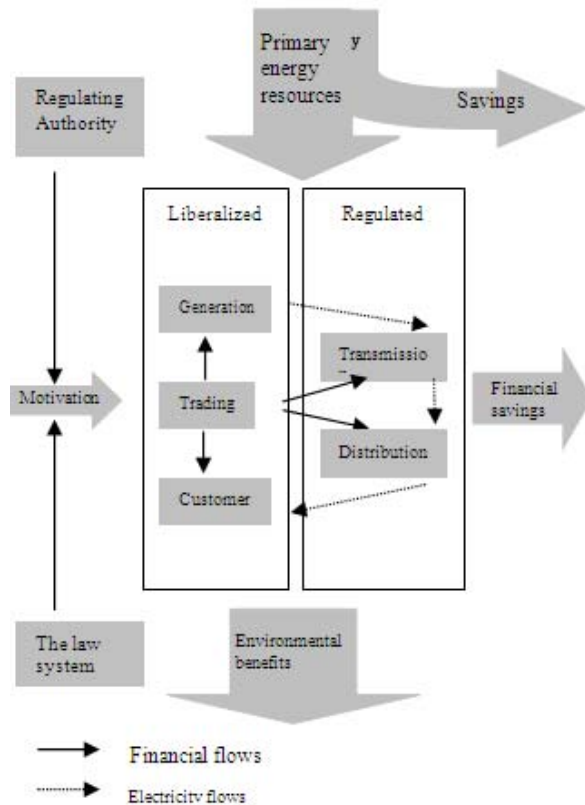 Primary y
energy
resources
Savings
Regulating
Authority
Liberalized
Regulated
Generation
Transmissio
Motivation
Trading
Financial
savings
Distribution
Customer
The law
system
Environmental
benefits
Financial flows
Electricity flows